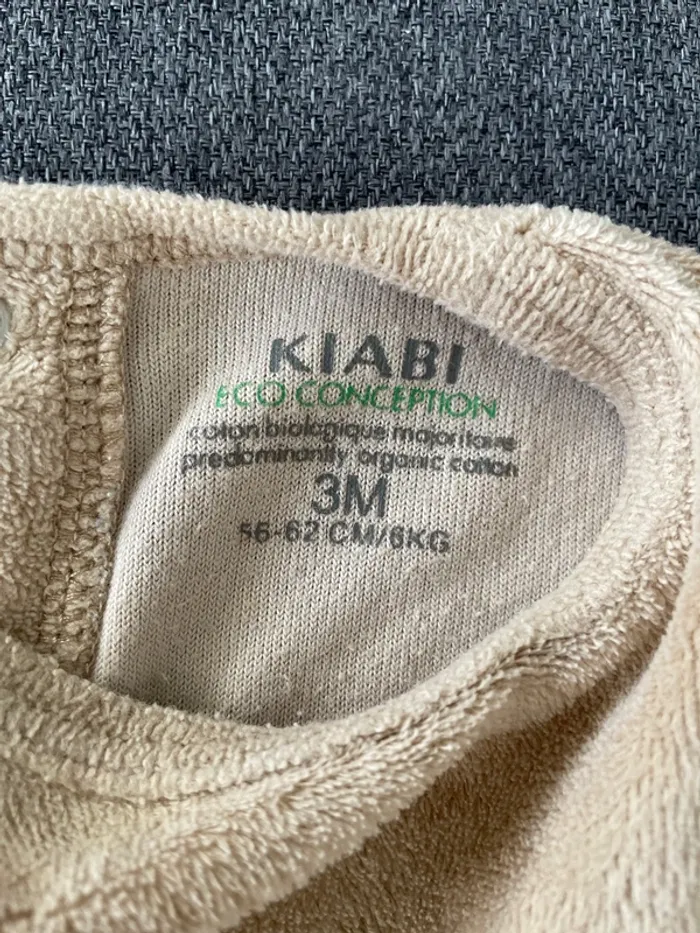 KIABI
ECO CONCEPTION
coton biologique majoritaire
predominantly organic cotton
3M
56-62 CM/6KG